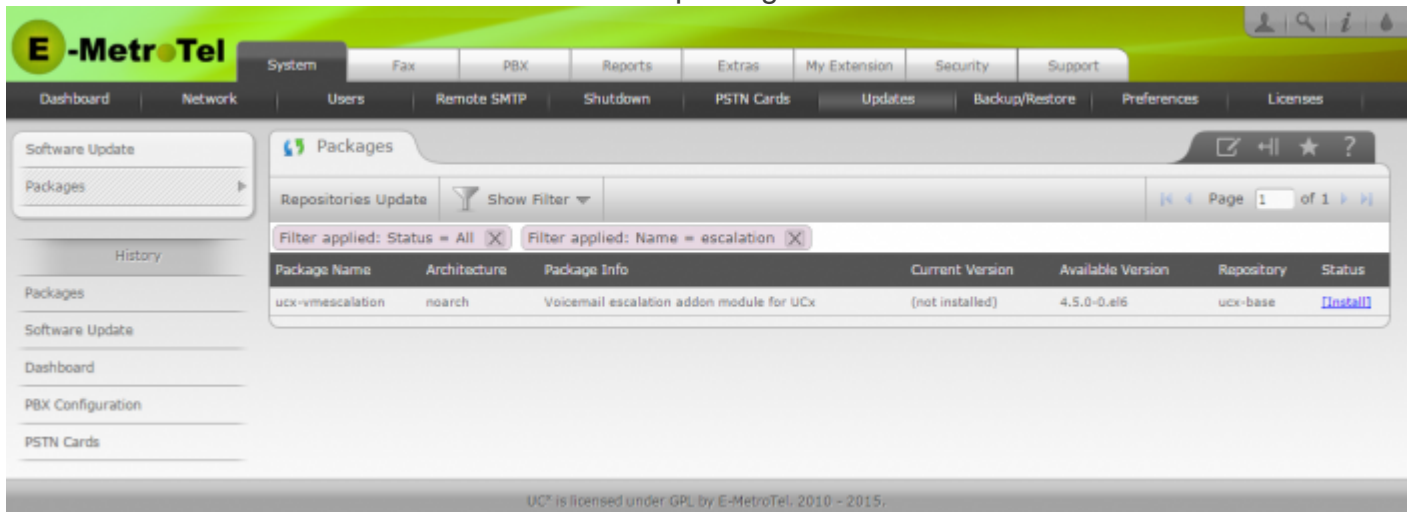 E-MetroTel
System Fax PBX Reports Extras My Extension Security Support
Dashboard Network Users Remote SMTP Shutdown PSTN Cards Updates Backup/Restore Preferences Licenses
Software Update
Packages
History
Packages
Software Update
Dashboard
PBX Configuration
PSTN Cards
Packages
Repositories Update Show Filter Page 1 of 1
Filter applied: Status = All X Filter applied: Name = escalation X
Package Name Architecture Package Info Current Version Available Version Repository Status
ucx-vmescalation noarch Voicemail escalation addon module for UCx (not installed) 4.5.0-0.el6 ucx-base [Install]
UCx is licensed under GPL by E-MetroTel. 2010 - 2015.